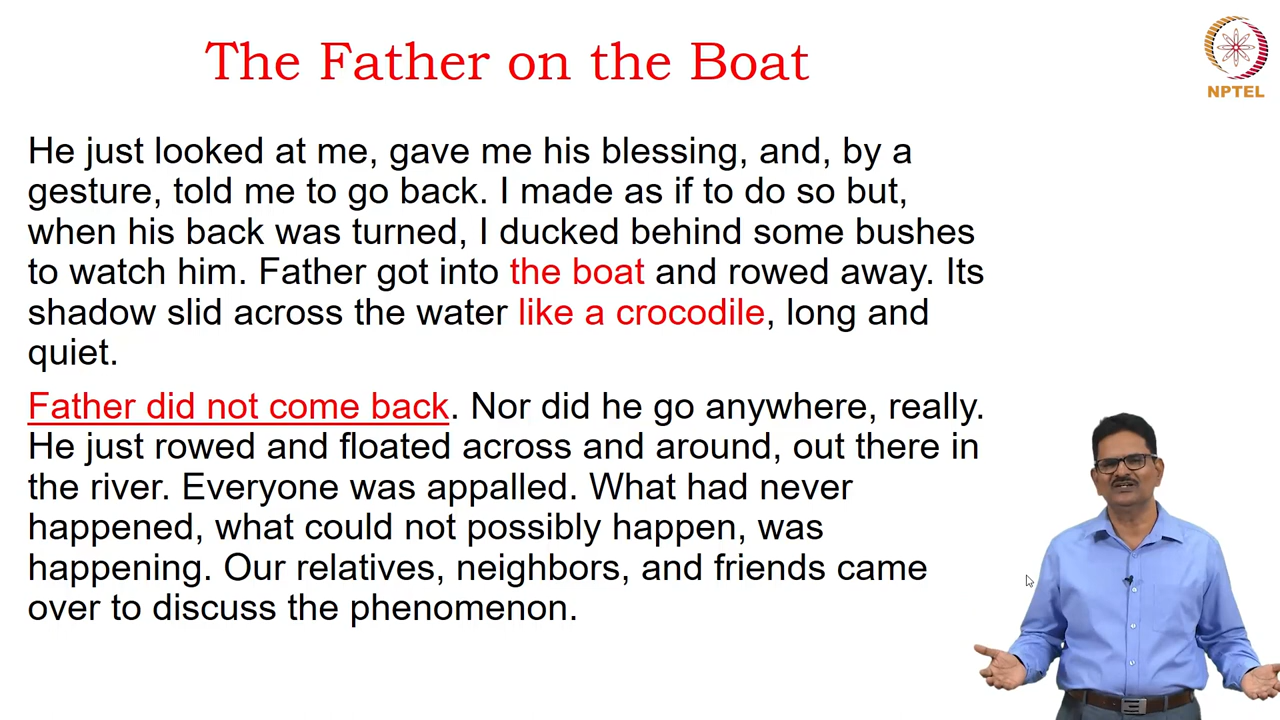 The Father on the Boat
NPTEL
He just looked at me, gave me his blessing, and, by a
gesture, told me to go back. I made as if to do so but,
when his back was turned, I ducked behind some bushes
to watch him. Father got into the boat and rowed away. Its
shadow slid across the water like a crocodile, long and
quiet.
Father did not come back. Nor did he go anywhere, really.
He just rowed and floated across and around, out there in
the river. Everyone was appalled. What had never
happened, what could not possibly happen, was
happening. Our relatives, neighbors, and friends came
over to discuss the phenomenon.